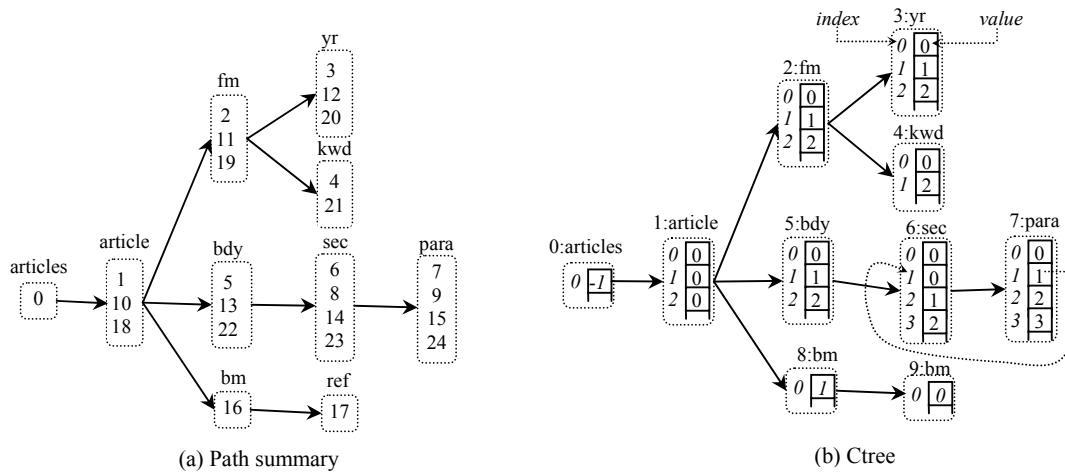 yr
3
12
20
fm
2
11
19
kwd
4
21
articles
0
article
1
10
18
bdy
5
13
22
sec
6
8
14
23
para
7
9
15
24
bm
16
ref
17
(a) Path summary
index
value
3:yr
0 0
1 1
2 2
2:fm
0 0
1 1
2 2
4:kwd
0 0
1 2
0:articles
0 -1
1:article
0 0
1 0
2 0
5:bdy
0 0
1 1
2 2
6:sec
0 0
1 0
2 1
3 2
7:para
0 0
1 1
2 2
3 3
8:bm
0 1
9:bm
0 0
(b) Ctree